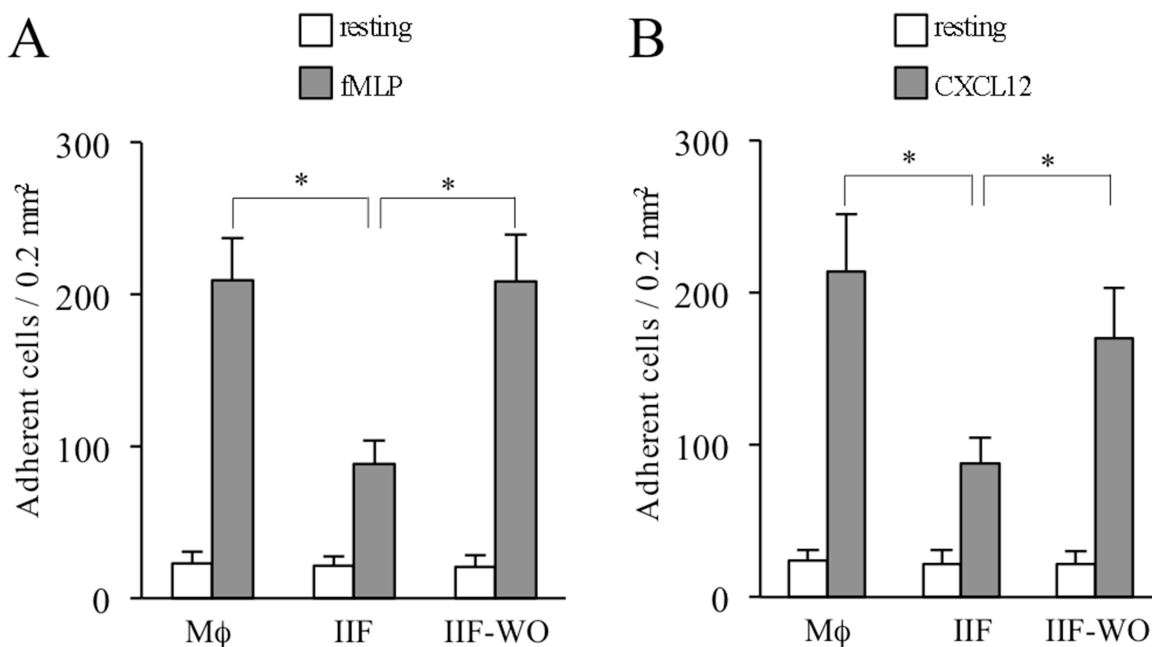 A
resting
fMLP
300
200
100
0
Adherent cells / 0.2 mm²
*
*
Mϕ
IIF
IIF-WO
B
resting
CXCL12
300
200
100
0
Adherent cells / 0.2 mm²
*
*
Mϕ
IIF
IIF-WO